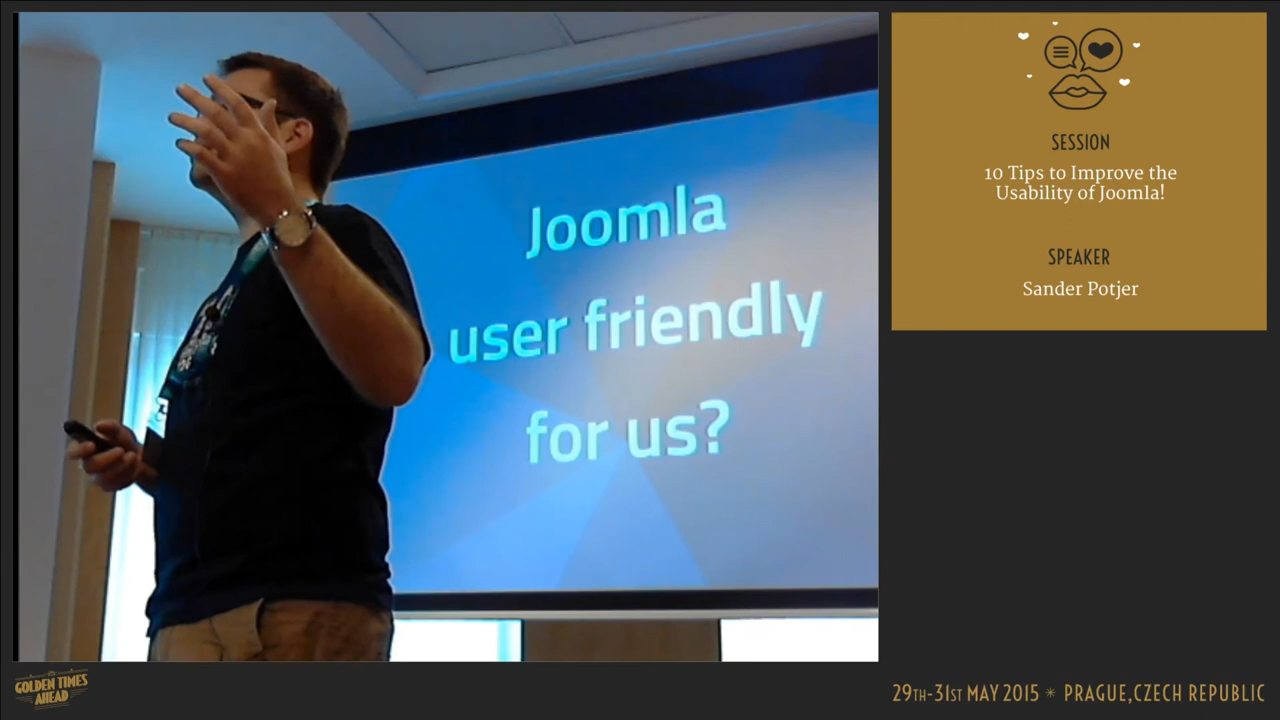 Joomla
user friendly
for us?
SESSION
10 Tips to Improve the
Usability of Joomla!
SPEAKER
Sander Potjer
GOLDEN TIMES
AHEAD
29TH-31ST MAY 2015 * PRAGUE,CZECH REPUBLIC